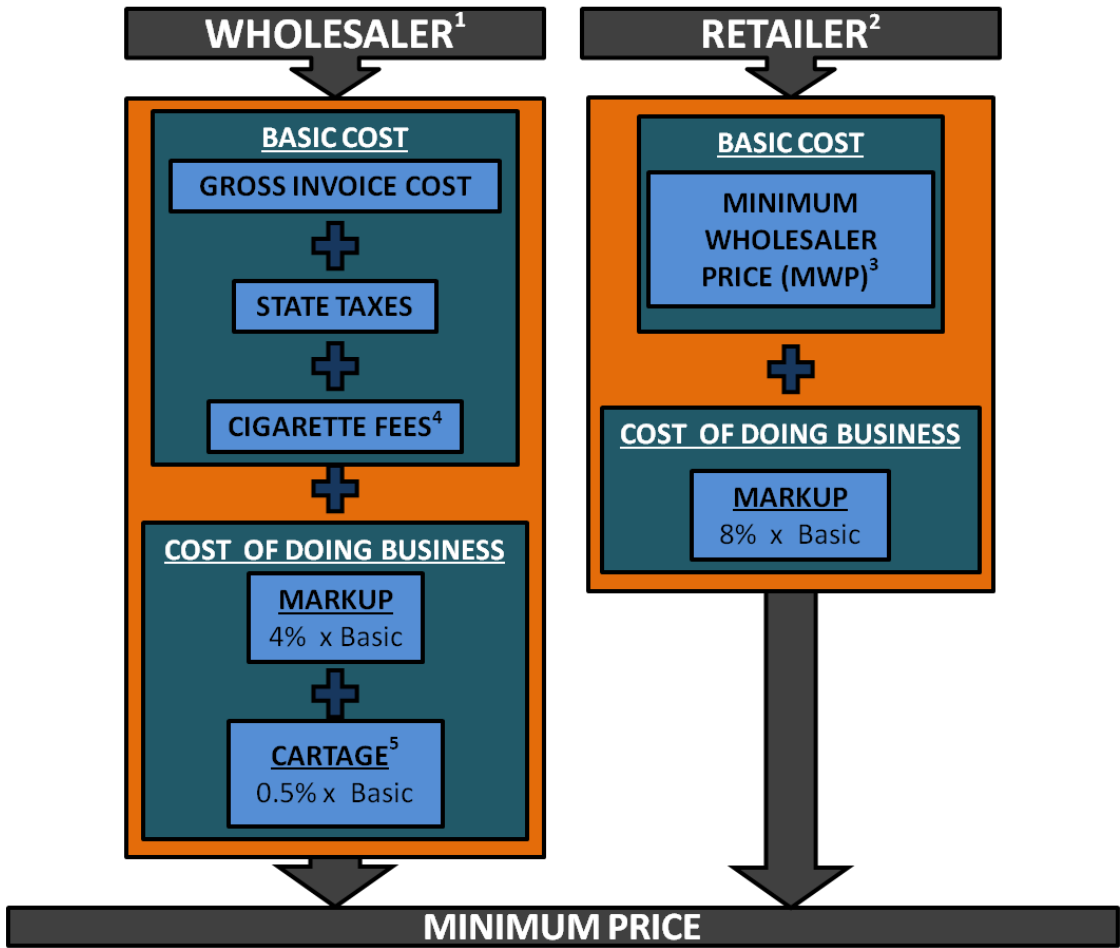 WHOLESALER¹
BASIC COST
GROSS INVOICE COST
STATE TAXES
CIGARETTE FEES⁴
COST OF DOING BUSINESS
MARKUP
4% x Basic
CARTAGE⁵
0.5% x Basic
RETAILER²
BASIC COST
MINIMUM
WHOLESALER
PRICE (MWP)³
COST OF DOING BUSINESS
MARKUP
8% x Basic
MINIMUM PRICE